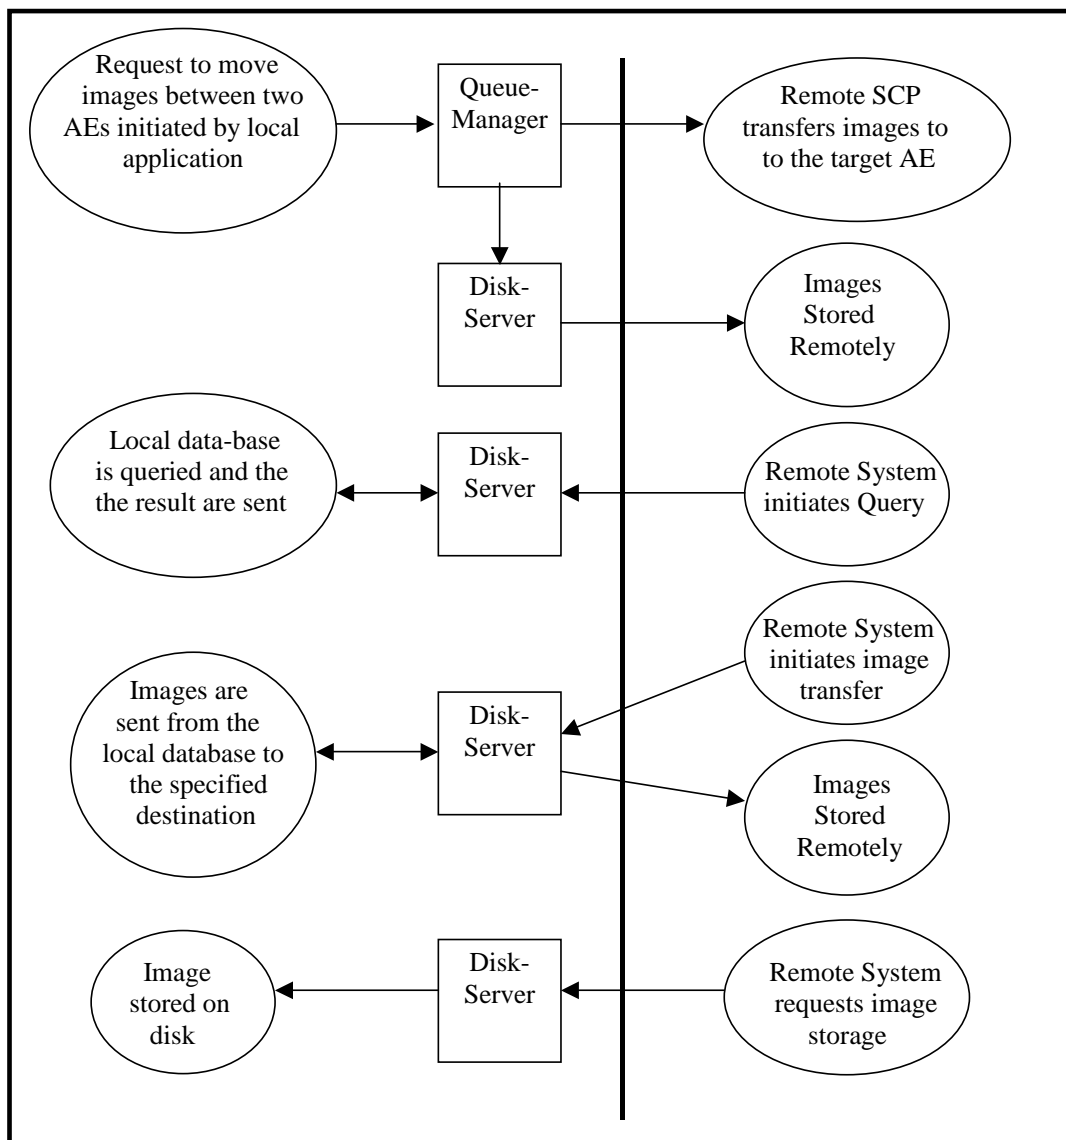 Request to move
images between two
AEs initiated by local
application
Queue-
Manager
Remote SCP
transfers images to
to the target AE
Disk-
Server
Images
Stored
Remotely
Local data-base
is queried and the
the result are sent
Disk-
Server
Remote System
initiates Query
Remote System
initiates image
transfer
Images are
sent from the
local database to
the specified
destination
Disk-
Server
Images
Stored
Remotely
Image
stored on
disk
Disk-
Server
Remote System
requests image
storage